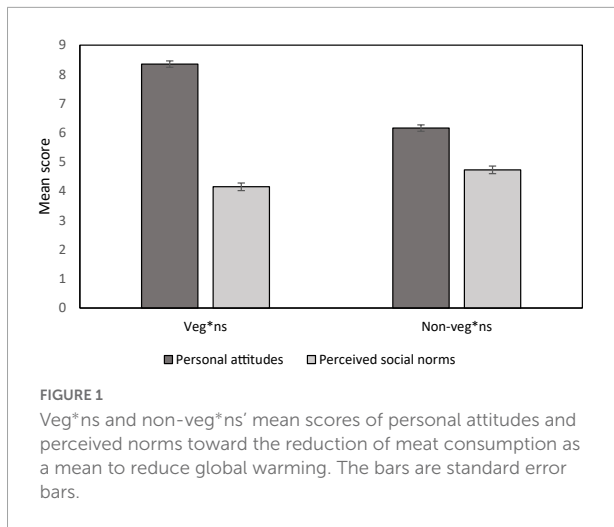 9
8
7
6
5
4
3
2
1
0
Mean score
Veg*ns Non-veg*ns
Personal attitudes Perceived social norms
FIGURE 1
Veg*ns and non-veg*ns’ mean scores of personal attitudes and
perceived norms toward the reduction of meat consumption as
a mean to reduce global warming. The bars are standard error
bars.